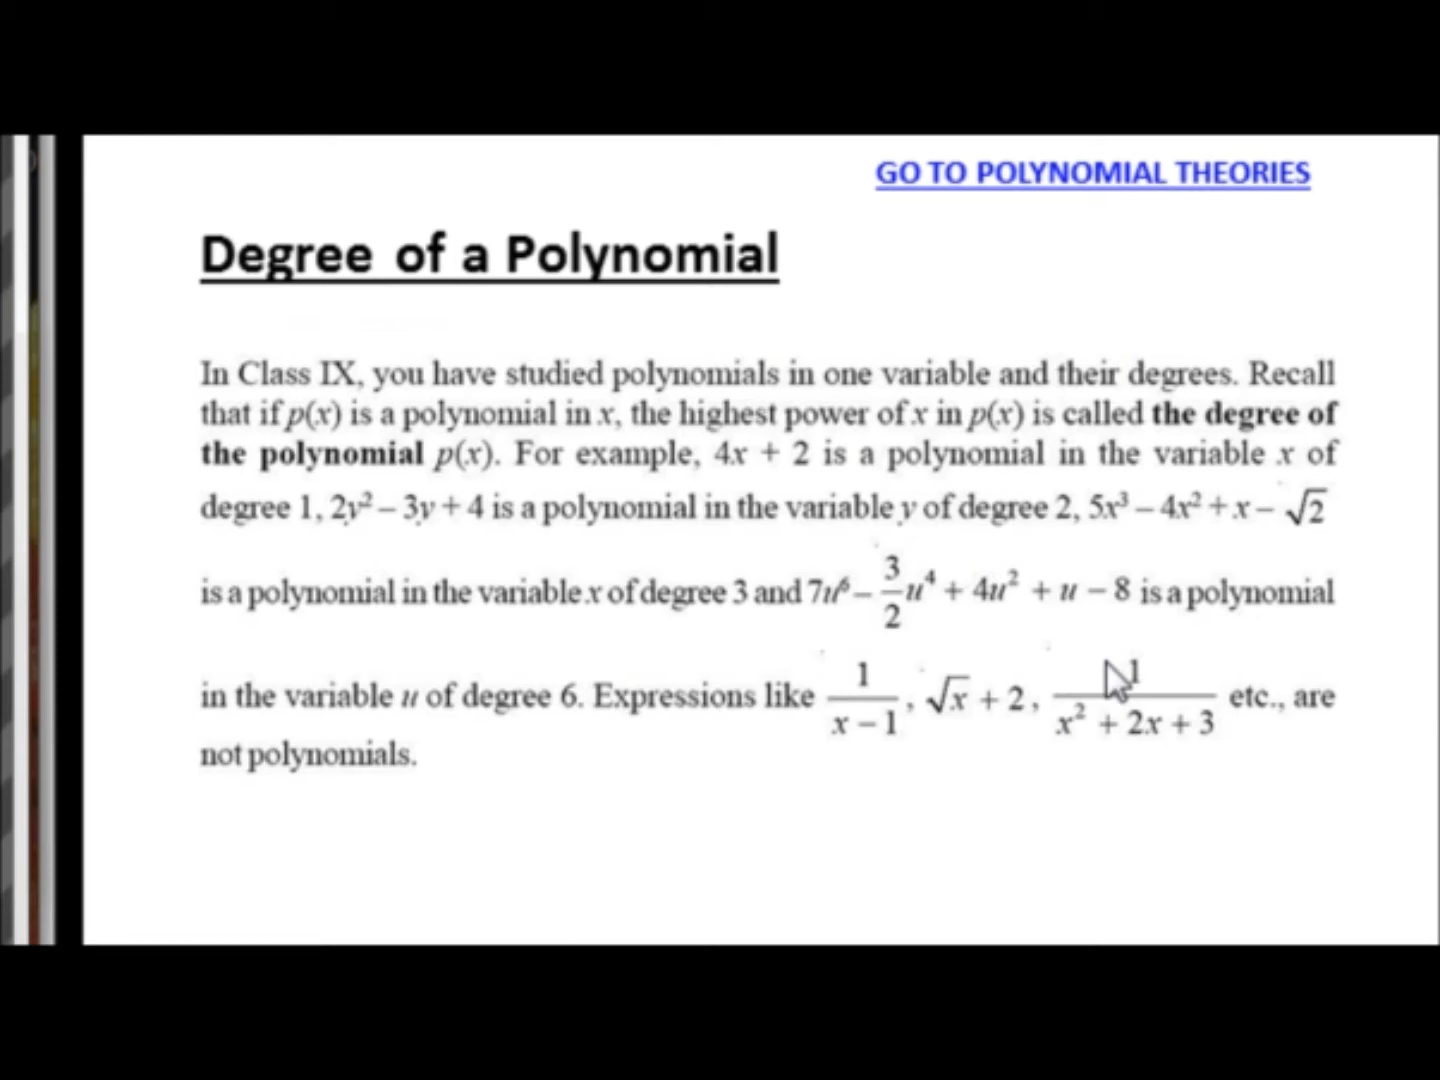 GO TO POLYNOMIAL THEORIES
Degree of a Polynomial
In Class IX, you have studied polynomials in one variable and their degrees. Recall
that if p(x) is a polynomial in x, the highest power of x in p(x) is called the degree of
the polynomial p(x). For example, 4x + 2 is a polynomial in the variable x of
degree 1, 2y² – 3y + 4 is a polynomial in the variable y of degree 2, 5x³ – 4x² + x – √2
is a polynomial in the variable x of degree 3 and 7u⁶ – 3/2 u⁴ + 4u² + u – 8 is a polynomial
in the variable u of degree 6. Expressions like 1/(x – 1), √x + 2, 1/(x² + 2x + 3) etc., are
not polynomials.